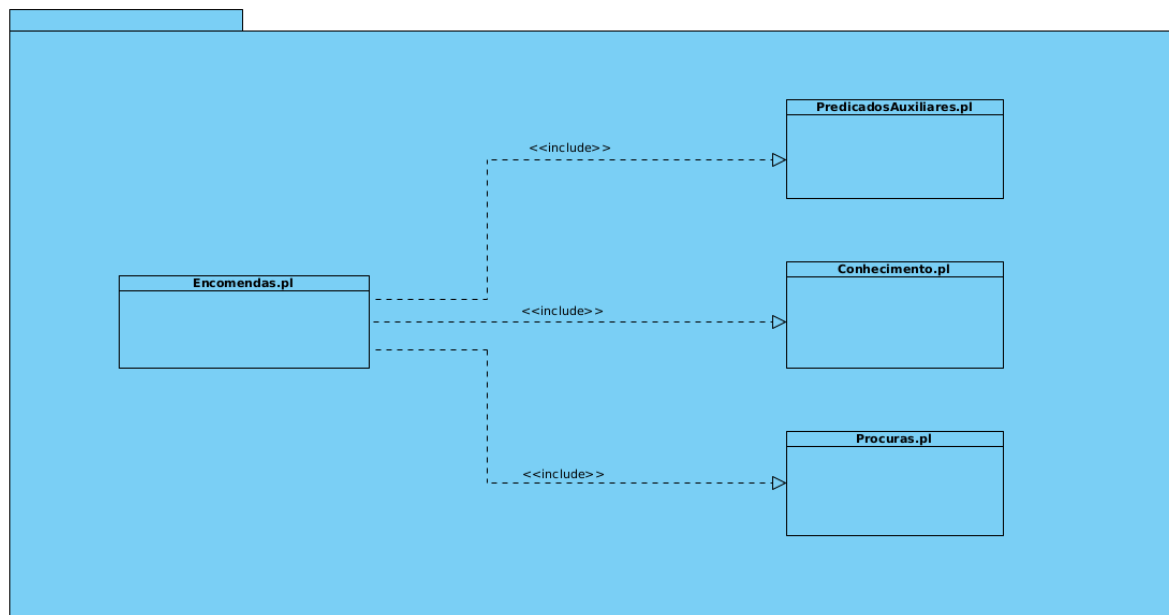 PredicadosAuxiliares.pl
<<include>>
Conhecimento.pl
Encomendas.pl
<<include>>
Procuras.pl
<<include>>